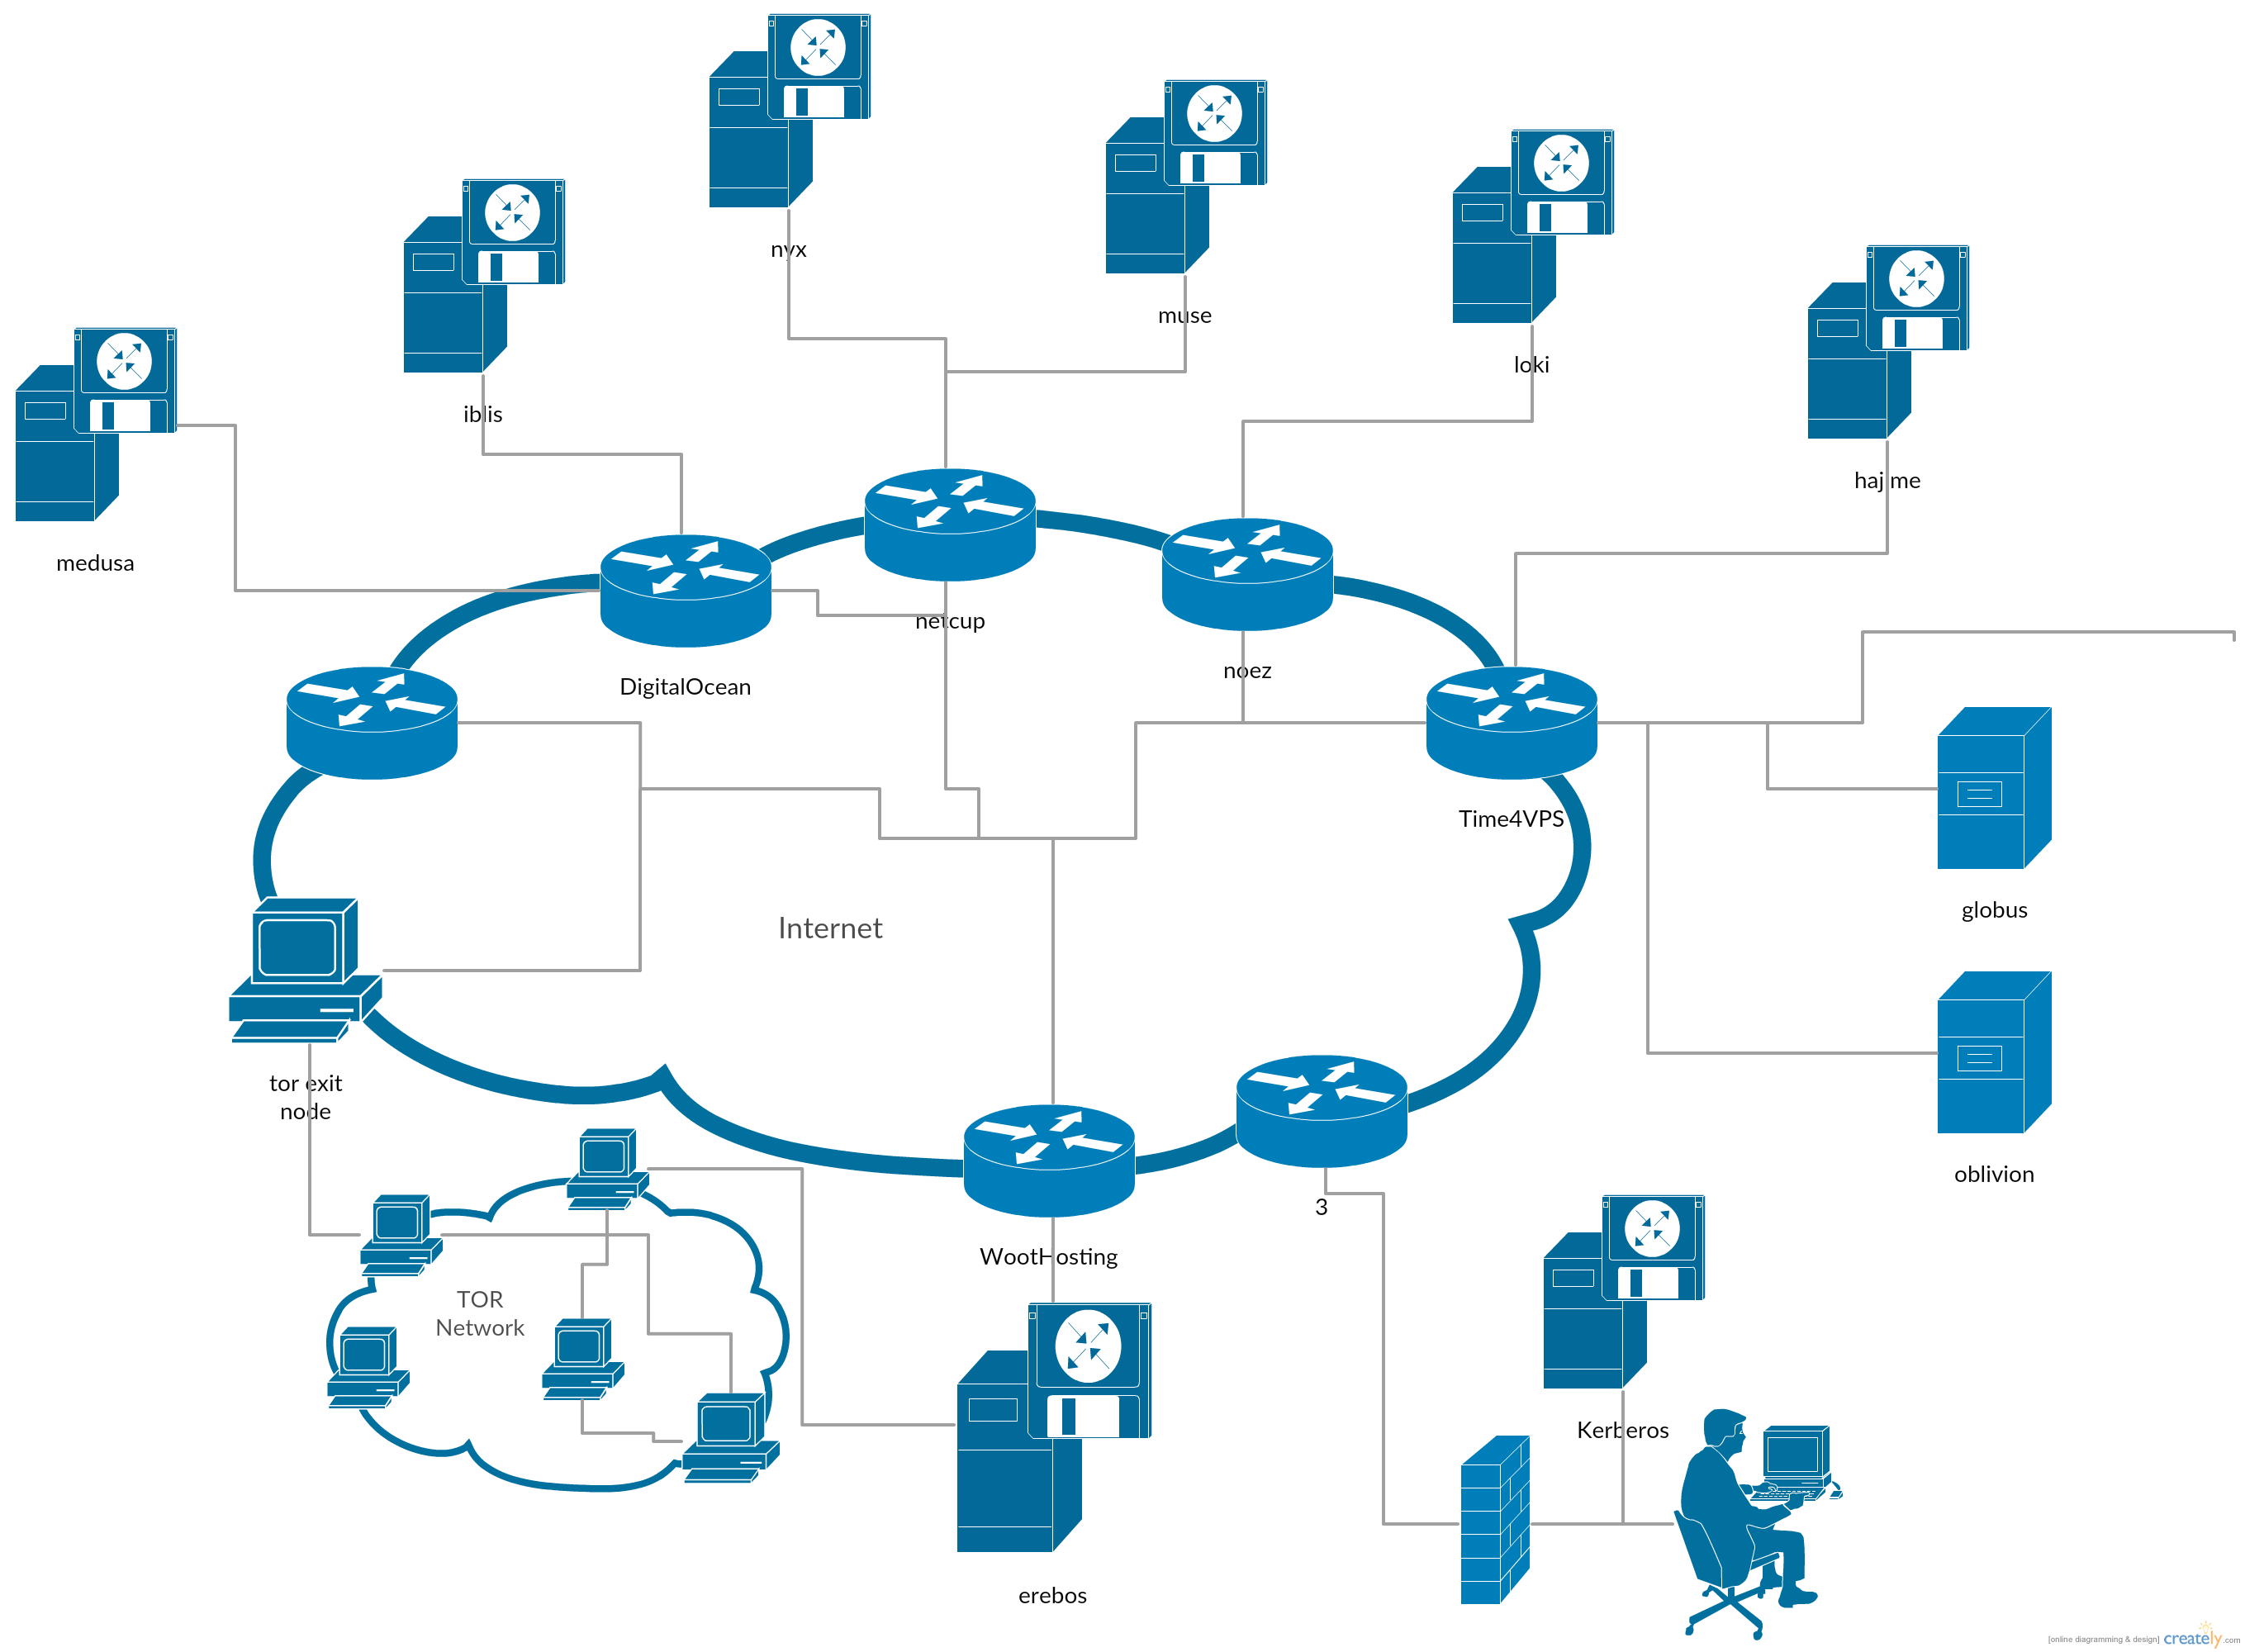 nyx
muse
loki
iblis
hajime
medusa
netcup
noez
DigitalOcean
Time4VPS
globus
Internet
tor exit
node
oblivion
3
WootHosting
TOR
Network
Kerberos
erebos
[online diagramming & design] creately.com